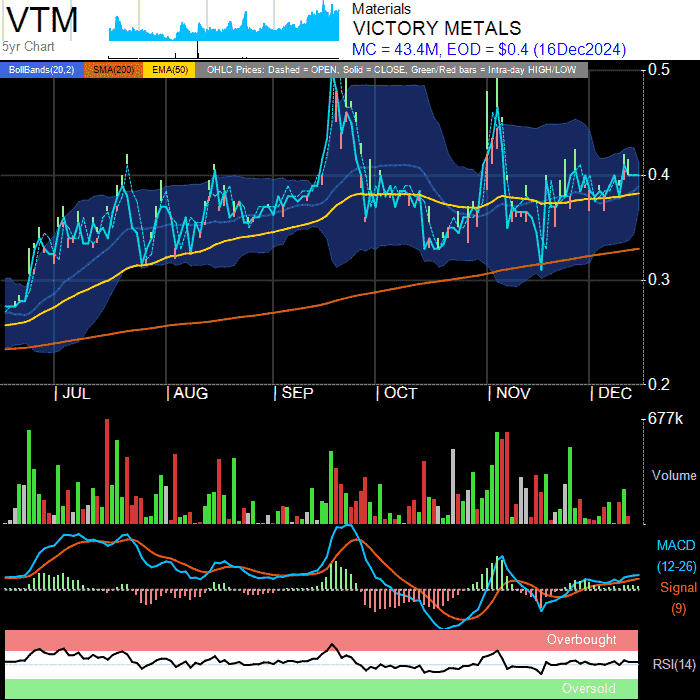 VTM
5yr Chart
Materials
VICTORY METALS
MC = 43.4M, EOD = $0.4 (16Dec2024)
BollBands(20,2) SMA(200) EMA(50) OHLC Prices: Dashed = OPEN, Solid = CLOSE, Green/Red bars = Intra-day HIGH/LOW
0.5
0.4
0.3
0.2
| JUL | AUG | SEP | OCT | NOV | DEC
677k
Volume
MACD
(12-26)
Signal
(9)
Overbought
RSI(14)
Oversold